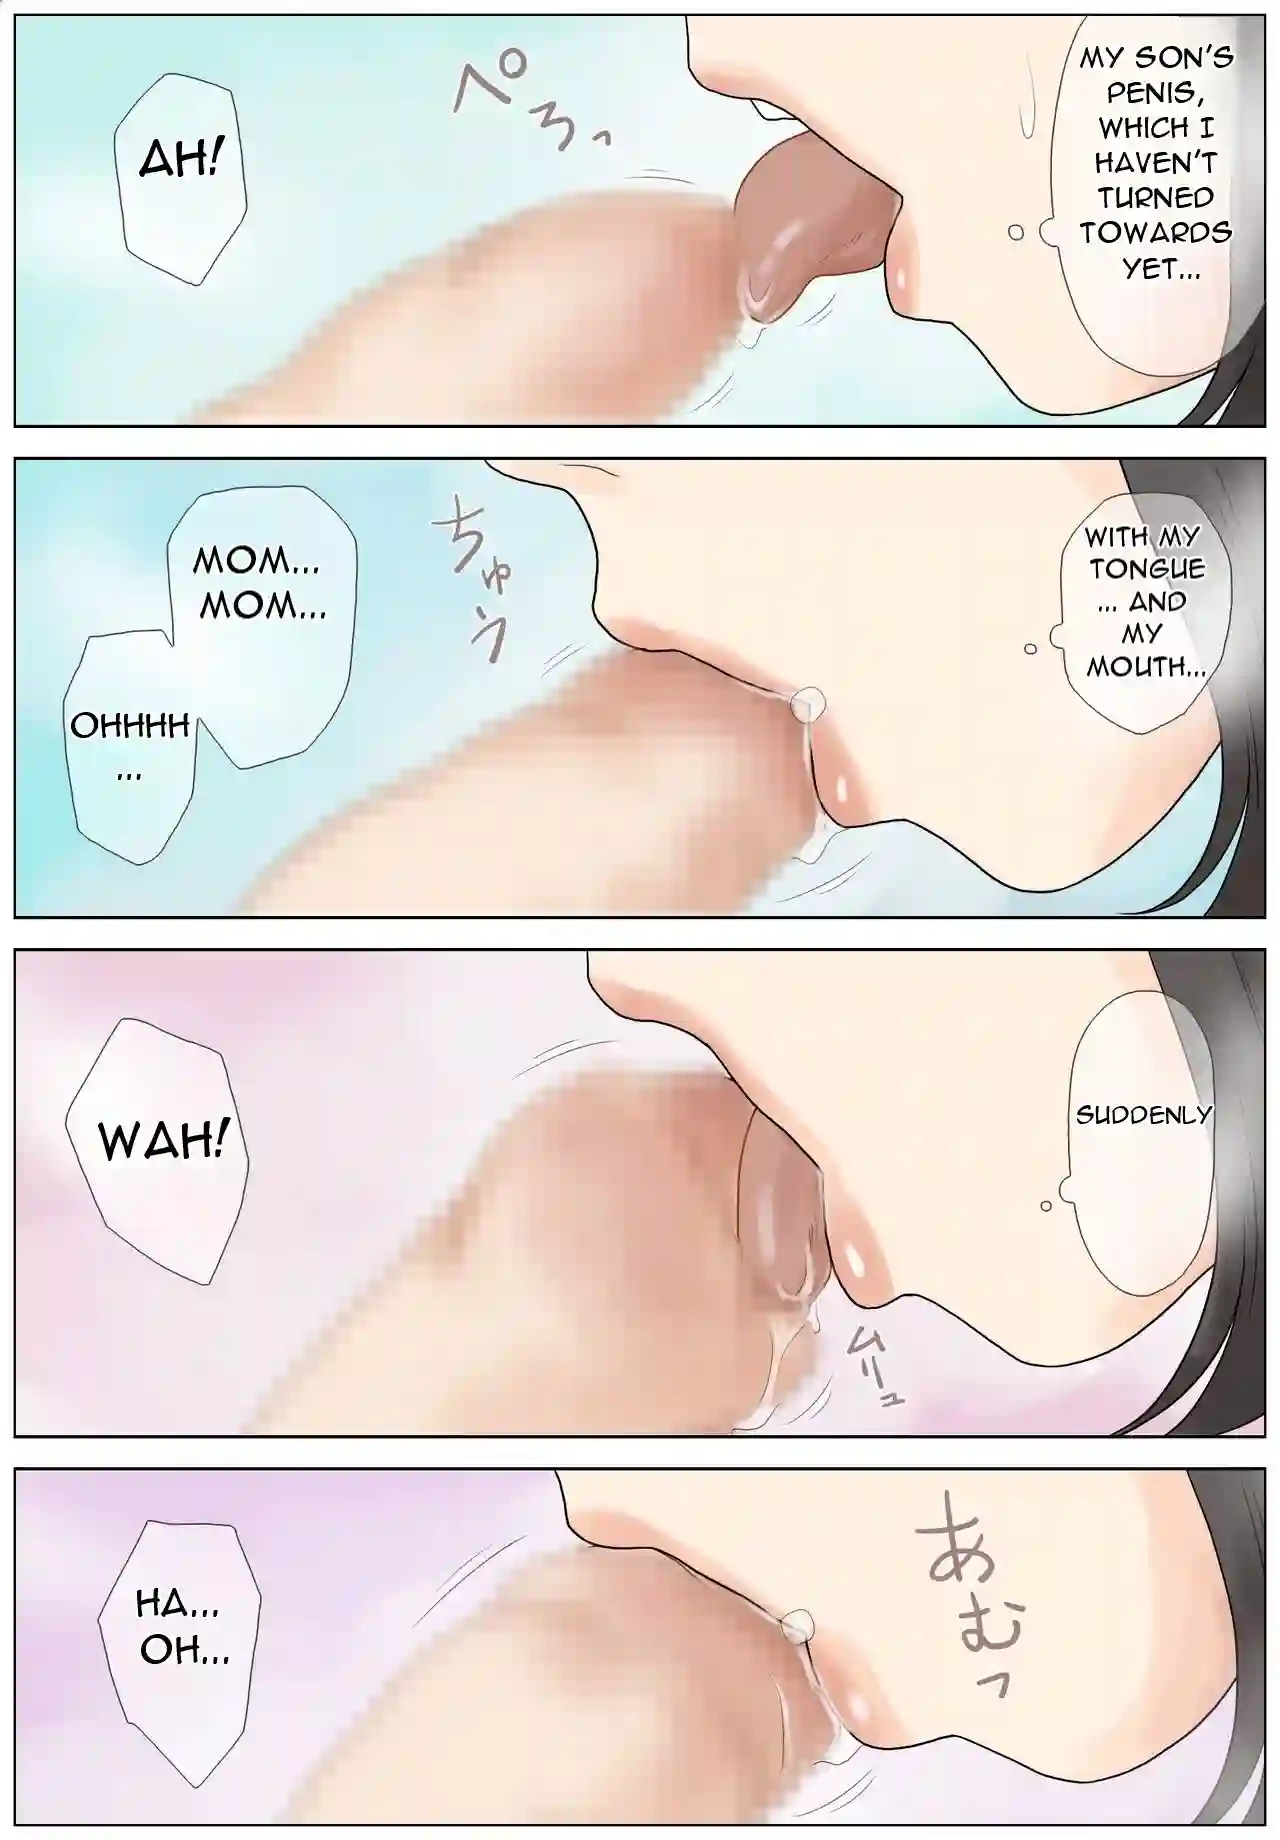 AH!
ぺろっ
MY SON'S
PENIS,
WHICH I
HAVEN'T
TURNED
TOWARDS
YET...
MOM...
MOM...
OHHHH
...
ちゅう
WITH MY
TONGUE
... AND
MY
MOUTH...
WAH!
SUDDENLY
ムリュ
HA...
OH...
あむっ